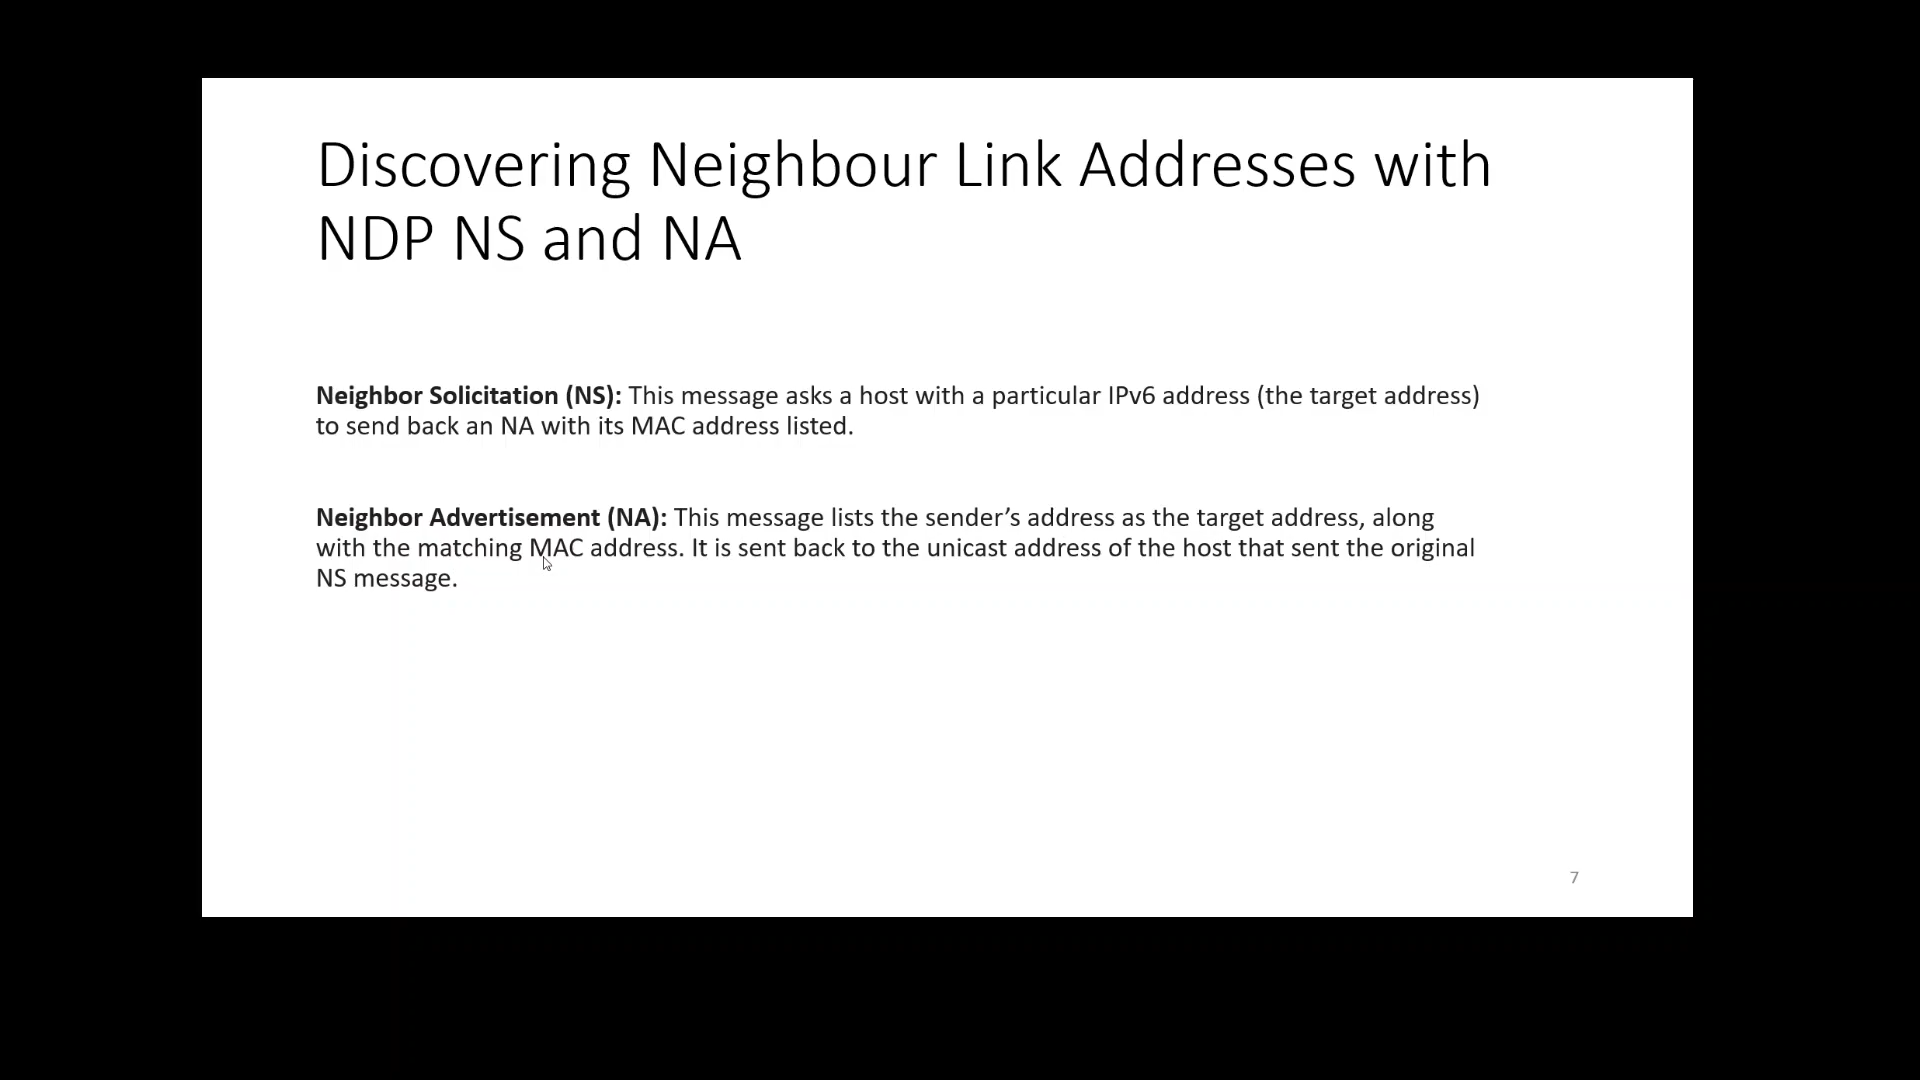 Discovering Neighbour Link Addresses with
NDP NS and NA
Neighbor Solicitation (NS): This message asks a host with a particular IPv6 address (the target address)
to send back an NA with its MAC address listed.
Neighbor Advertisement (NA): This message lists the sender’s address as the target address, along
with the matching MAC address. It is sent back to the unicast address of the host that sent the original
NS message.
7